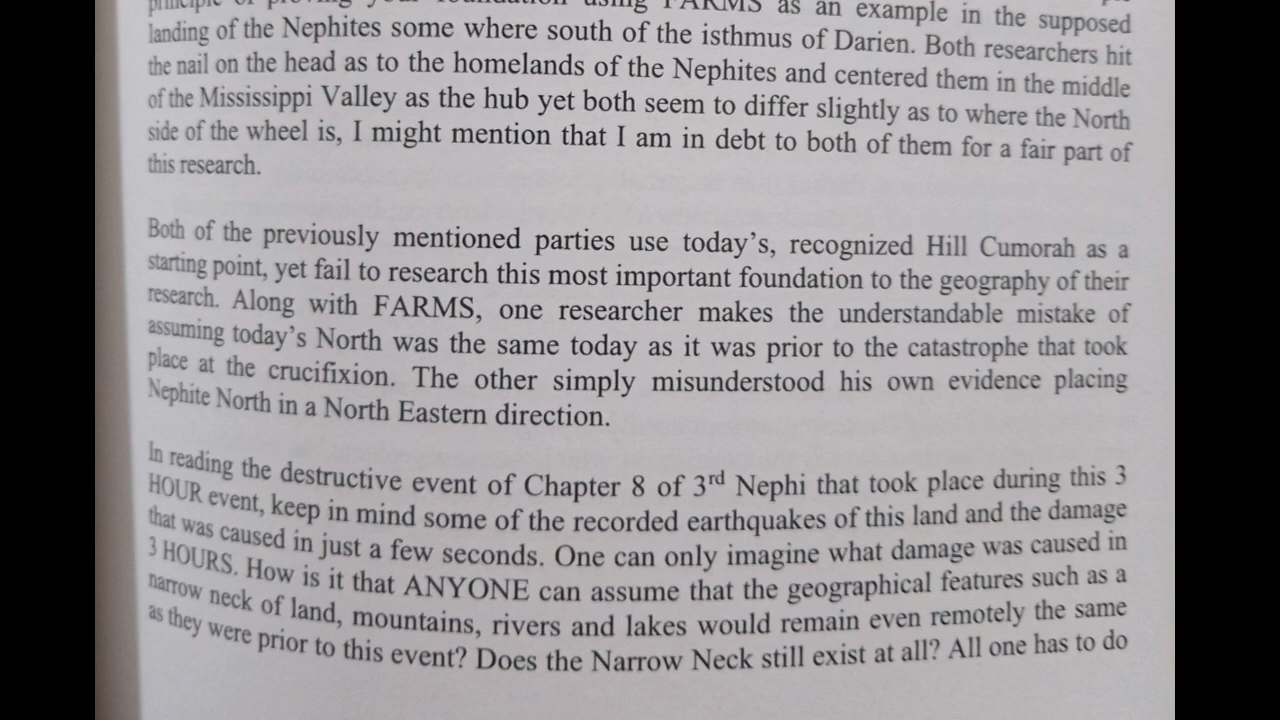 principle of proving your foundation using FARMS as an example in the supposed
landing of the Nephites some where south of the isthmus of Darien. Both researchers hit
the nail on the head as to the homelands of the Nephites and centered them in the middle
of the Mississippi Valley as the hub yet both seem to differ slightly as to where the North
side of the wheel is, I might mention that I am in debt to both of them for a fair part of
this research.
Both of the previously mentioned parties use today's, recognized Hill Cumorah as a
starting point, yet fail to research this most important foundation to the geography of their
research. Along with FARMS, one researcher makes the understandable mistake of
assuming today's North was the same today as it was prior to the catastrophe that took
place at the crucifixion. The other simply misunderstood his own evidence placing
Nephite North in a North Eastern direction.
In reading the destructive event of Chapter 8 of 3rd Nephi that took place during this 3
HOUR event, keep in mind some of the recorded earthquakes of this land and the damage
that was caused in just a few seconds. One can only imagine what damage was caused in
3 HOURS. How is it that ANYONE can assume that the geographical features such as a
narrow neck of land, mountains, rivers and lakes would remain even remotely the same
as they were prior to this event? Does the Narrow Neck still exist at all? All one has to do